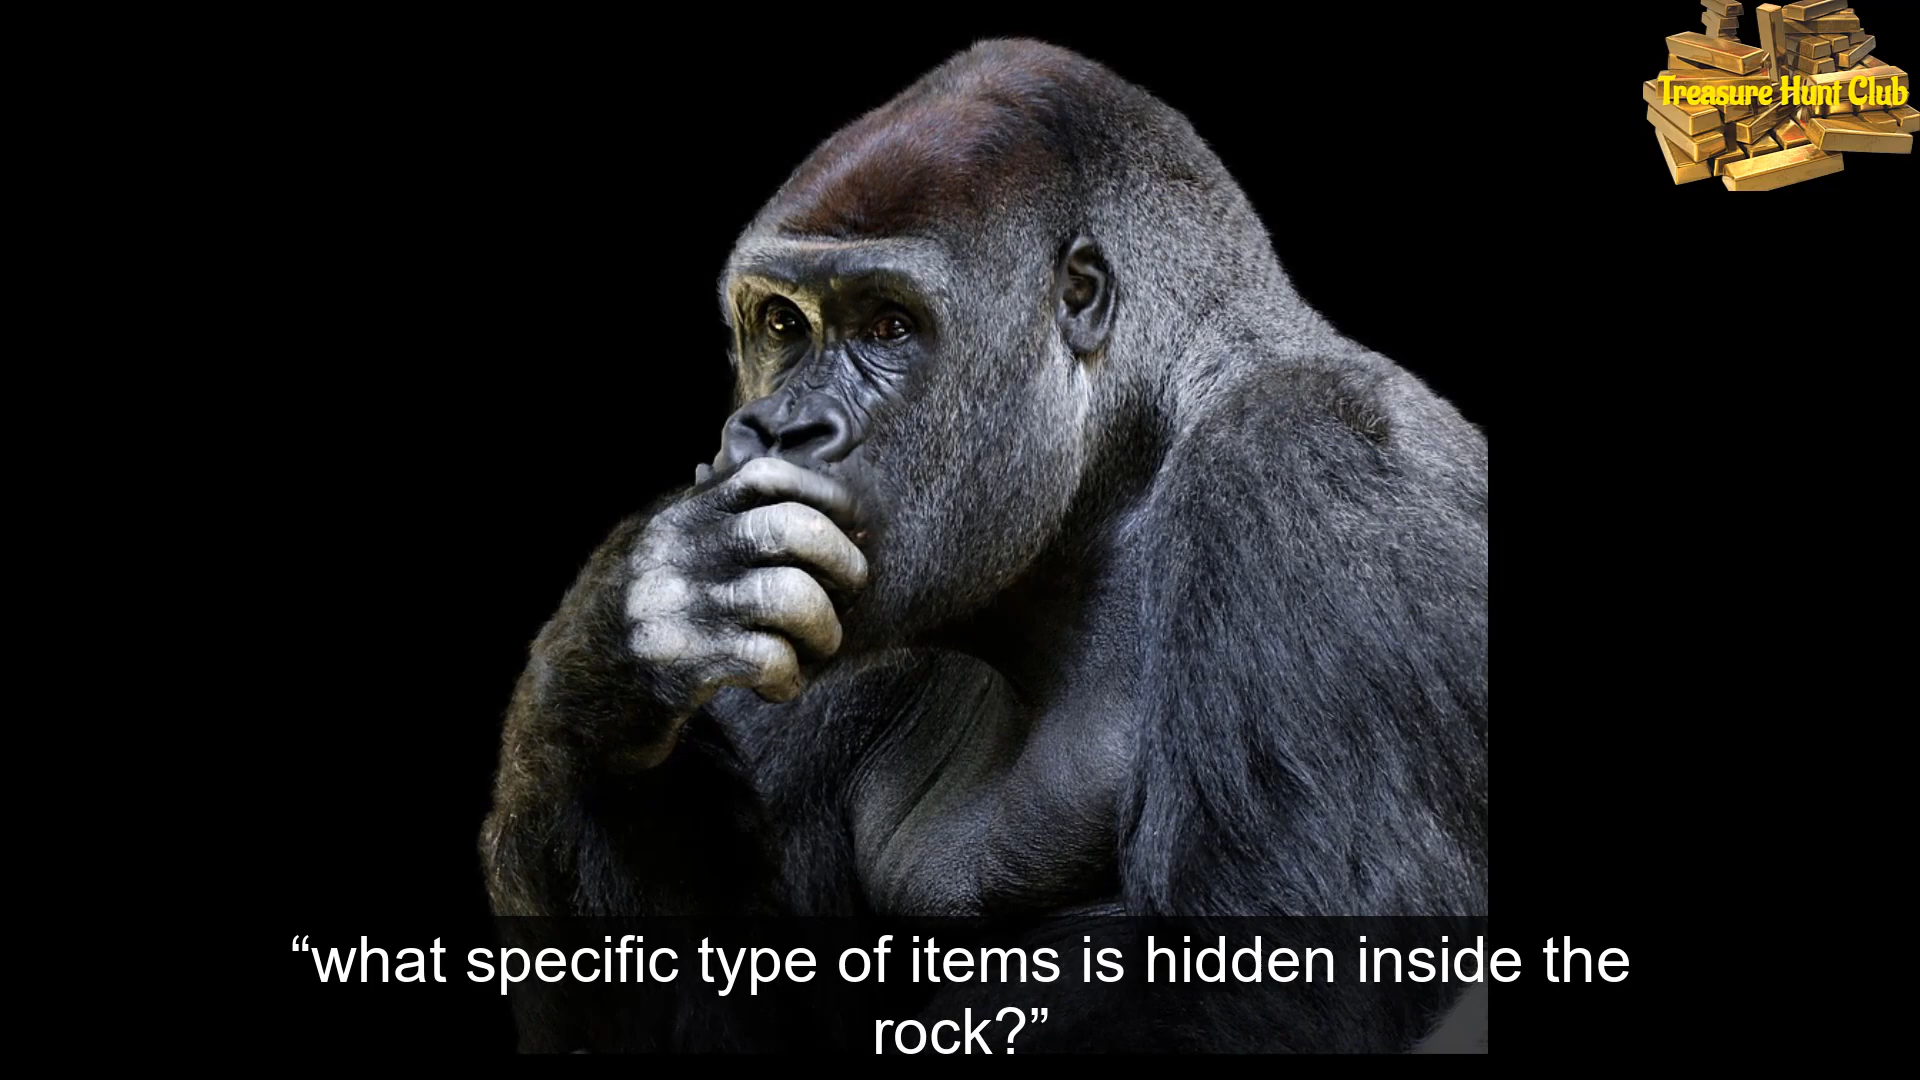 Treasure Hunt Club
“what specific type of items is hidden inside the
rock?”